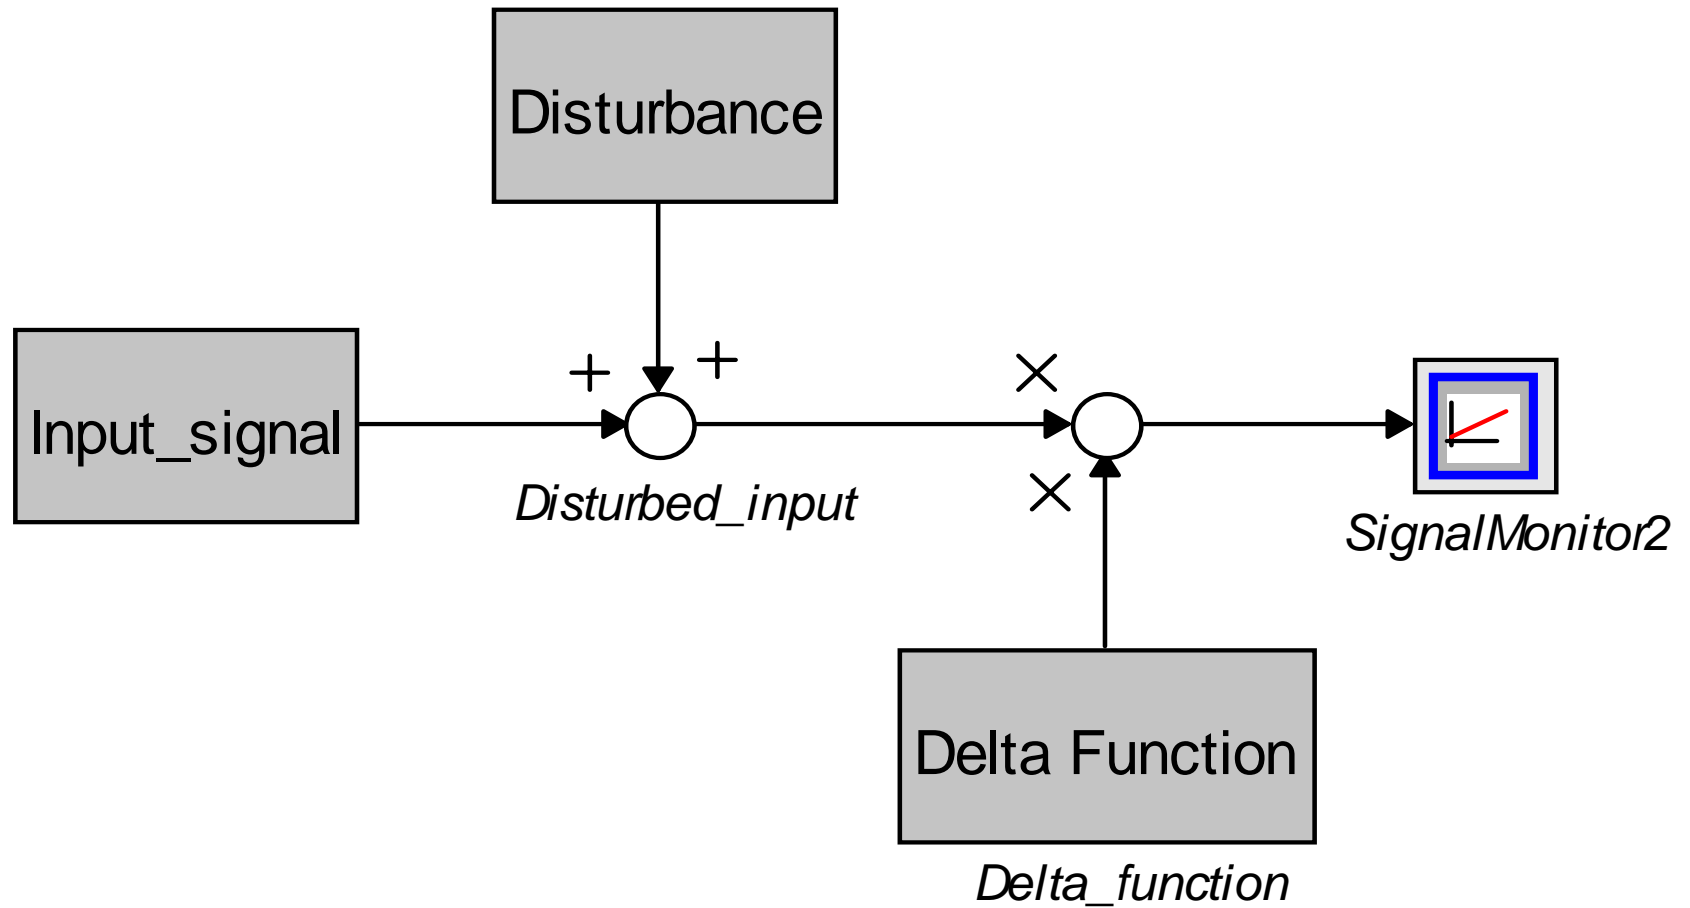 Disturbance
+
+
×
Input_signal
Disturbed_input
×
SignalMonitor2
Delta Function
Delta_function